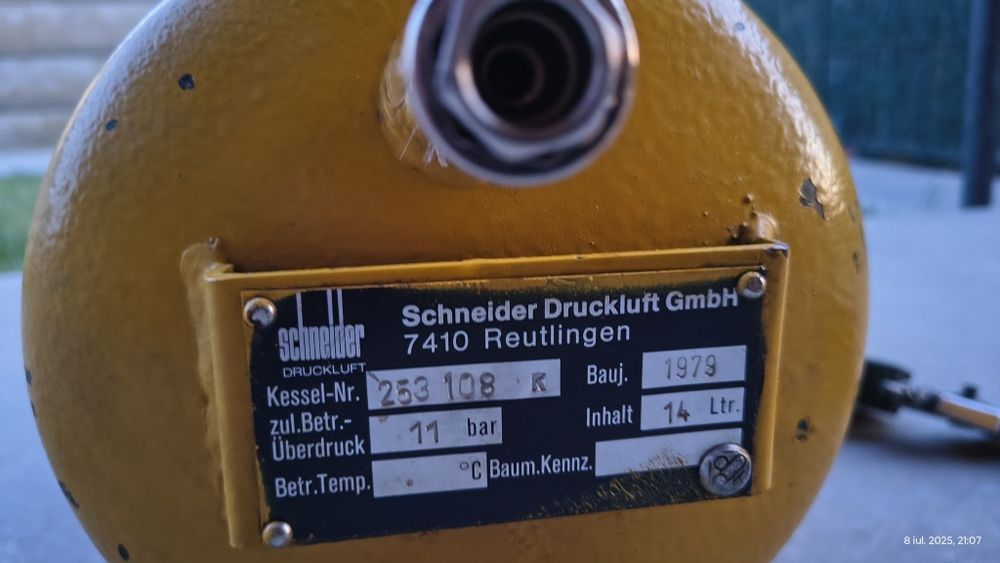 schneider
DRUCKLUFT
Schneider Druckluft GmbH
7410 Reutlingen
Kessel-Nr. 253 108 K
Bauj. 1979
zul.Betr.-
Überdruck 11 bar
Inhalt 14 Ltr.
Betr.Temp. °C
Baum.Kennz.
8 iul. 2025, 21:07